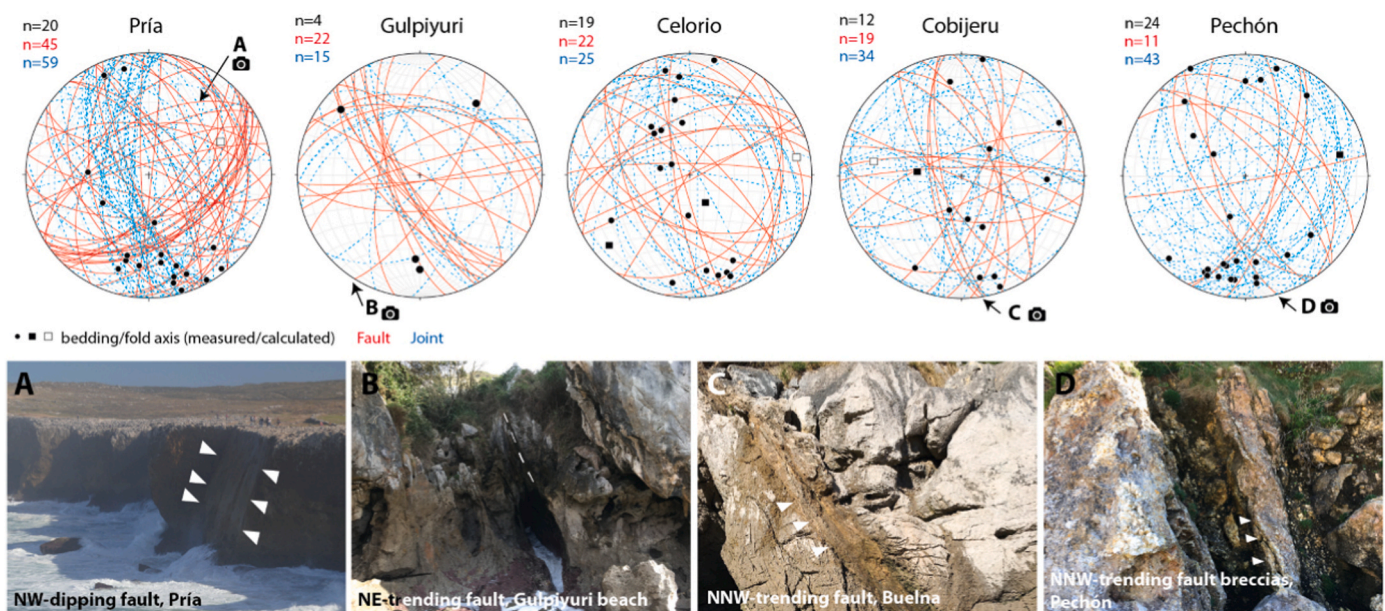 Pría
n=20
n=45
n=59
A
Gulpiyuri
n=4
n=22
n=15
B
Celorio
n=19
n=22
n=25
Cobijeru
n=12
n=19
n=34
C
Pechón
n=24
n=11
n=43
D
bedding/fold axis (measured/calculated) Fault Joint
A
NW-dipping fault, Pría
B
NE-trending fault, Gulpiyuri beach
C
NNW-trending fault, Buelna
D
NNW-trending fault breccias,
Pechón